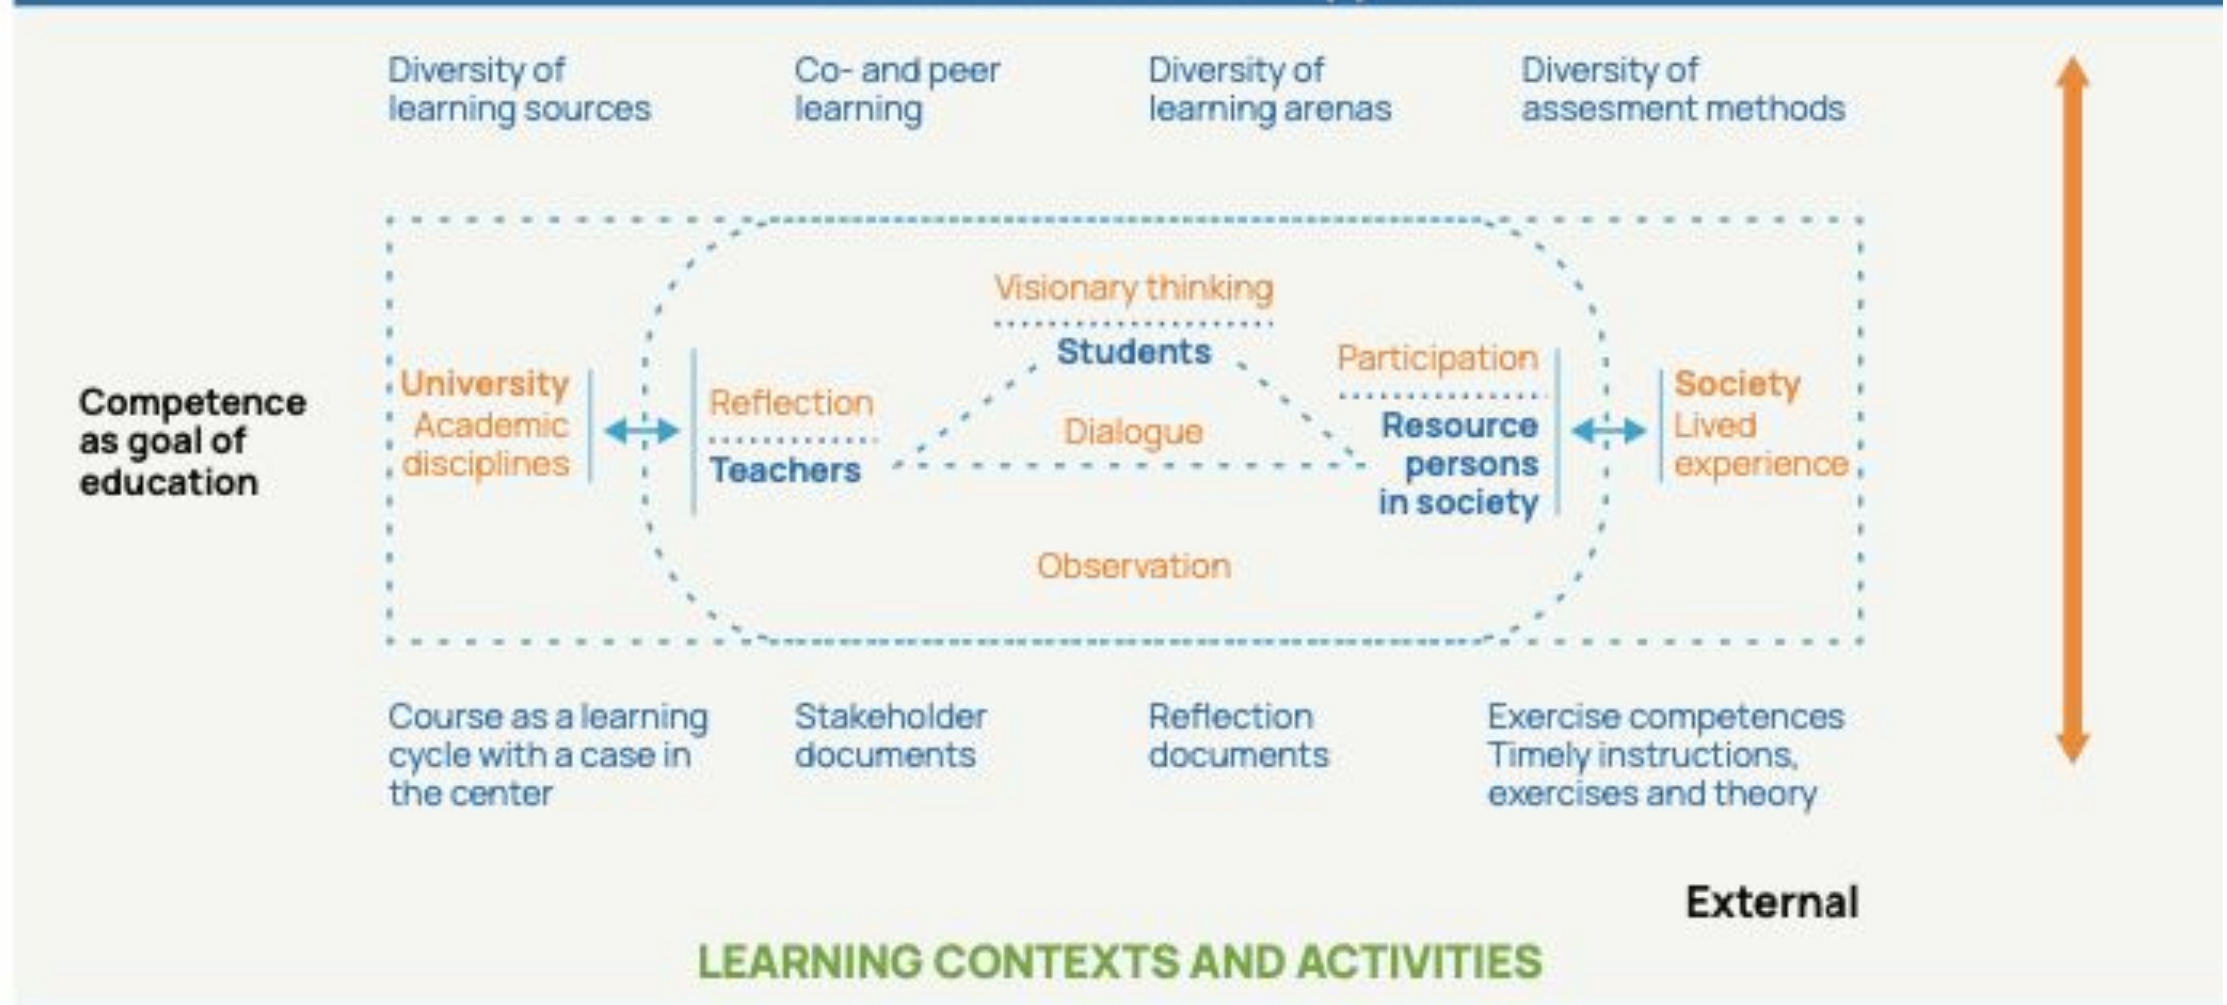 Diversity of
learning sources
Co- and peer
learning
Diversity of
learning arenas
Diversity of
assesment methods
Competence
as goal of
education
University
Academic
disciplines
Reflection
Teachers
Visionary thinking
Students
Dialogue
Observation
Participation
Resource
persons
in society
Society
Lived
experience
Course as a learning
cycle with a case in
the center
Stakeholder
documents
Reflection
documents
Exercise competences
Timely instructions,
exercises and theory
External
LEARNING CONTEXTS AND ACTIVITIES